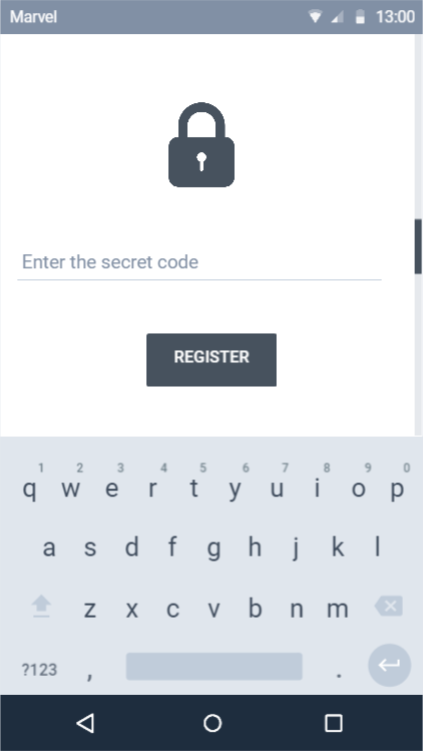 Marvel 13:00
Enter the secret code
REGISTER
1 2 3 4 5 6 7 8 9 0
q w e r t y u i o p
a s d f g h j k l
z x c v b n m
?123 , .